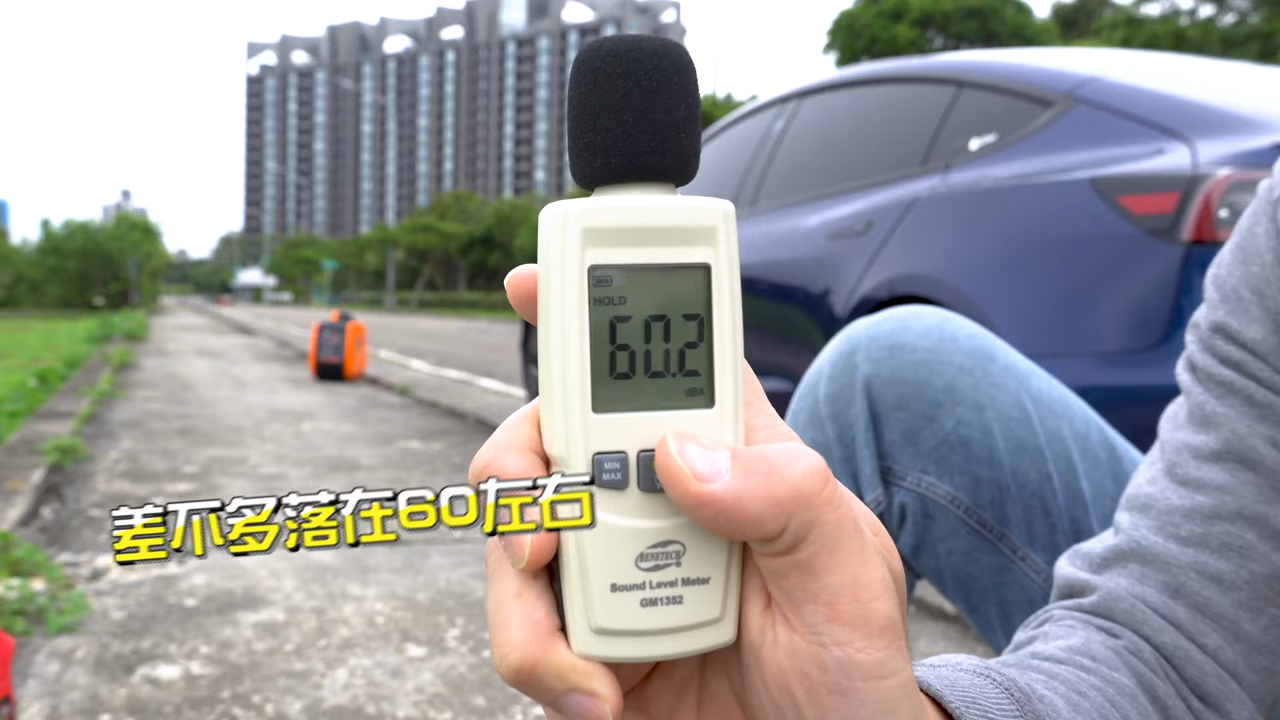 HOLD
60.2
dBA
MIN
MAX
差不多落在60左右
BENETECH
Sound Level Meter
GM1352